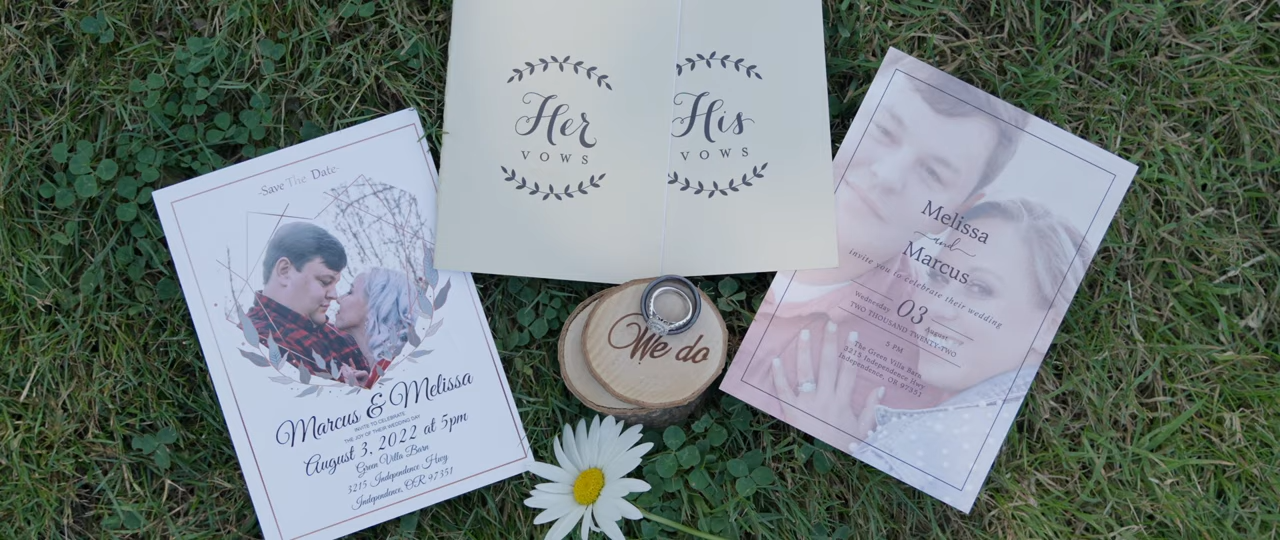 -Save The Date-
Marcus & Melissa
INVITE TO CELEBRATE
THE JOY OF THEIR WEDDING DAY
August 3, 2022 at 5pm
Green Villa Barn
3215 Independence Hwy
Independence, OR 97351
Her
VOWS
His
VOWS
We do
Melissa
and
Marcus
invite you to celebrate their wedding
Wednesday 03 August
TWO THOUSAND TWENTY-TWO
5 PM
The Green Villa Barn
3215 Independence Hwy
Independence, OR 97351